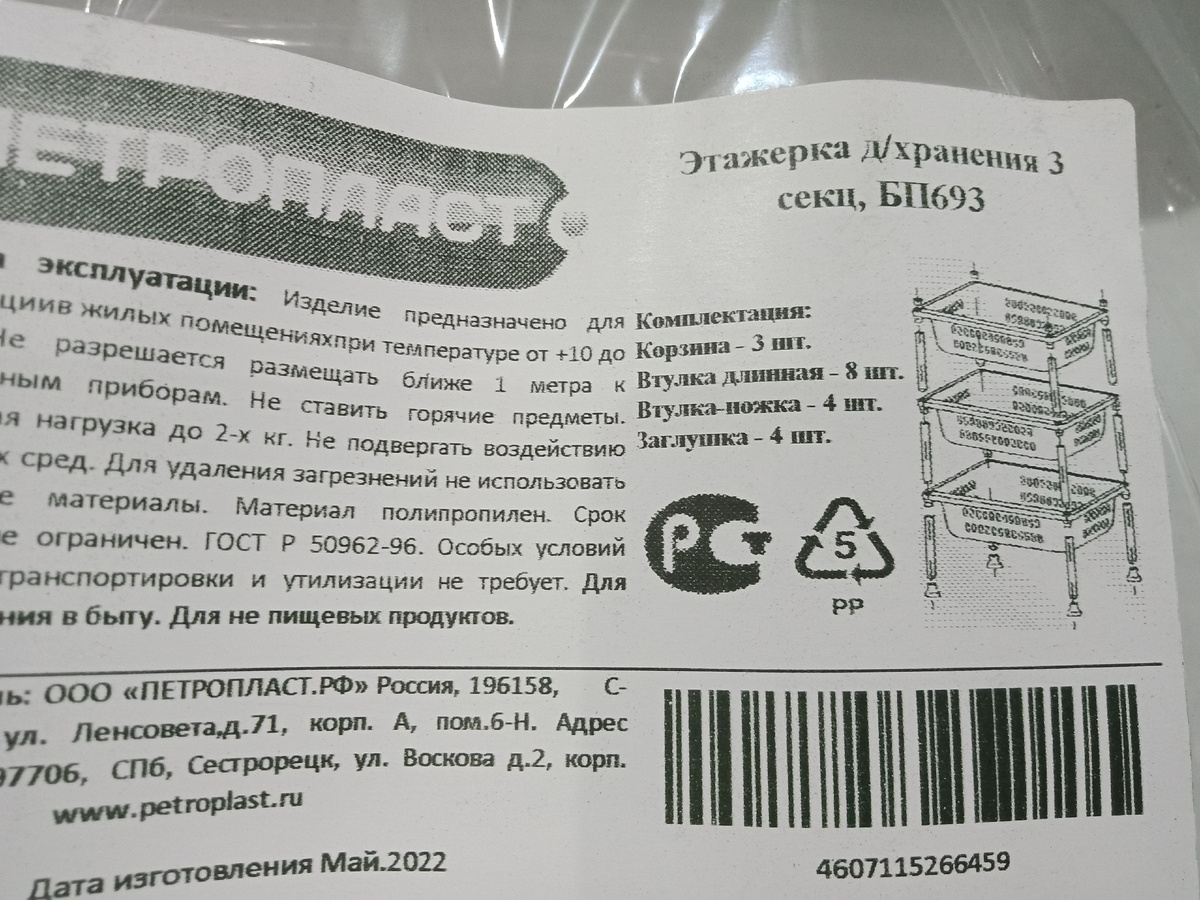 ПЕТРОПЛАСТ
Этажерка д/хранения 3
секц, БП693
эксплуатации: Изделие предназначено для
жилых помещенияхпри температуре от +10 до
Не разрешается размещать ближе 1 метра к
приборам. Не ставить горячие предметы.
нагрузка до 2-х кг. Не подвергать воздействию
сред. Для удаления загрезнений не использовать
материалы. Материал полипропилен. Срок
ограничен. ГОСТ Р 50962-96. Особых условий
транспортировки и утилизации не требует. Для
в быту. Для не пищевых продуктов.
Комплектация:
Корзина - 3 шт.
Втулка длинная - 8 шт.
Втулка-ножка - 4 шт.
Заглушка - 4 шт.
РСТ
5
PP
ООО «ПЕТРОПЛАСТ.РФ» Россия, 196158, С-
ул. Ленсовета,д.71, корп. А, пом.6-Н. Адрес
97706, СПб, Сестрорецк, ул. Воскова д.2, корп.
www.petroplast.ru
Дата изготовления Май.2022
4607115266459